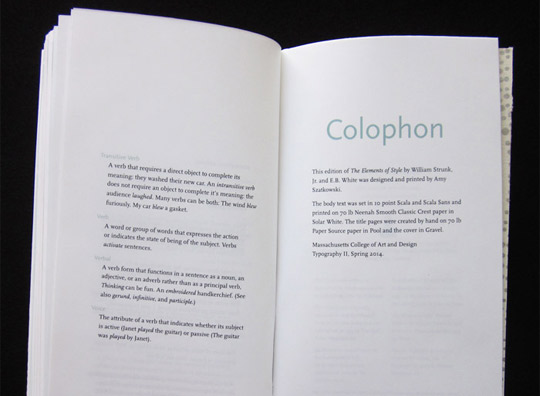 Transitive Verb
A verb that requires a direct object to complete its
meaning: they washed their new car. An intransitive verb
does not require an object to complete it's meaning: the
audience laughed. Many verbs can be both: The wind blew
furiously. My car blew a gasket.
Verb
A word or group of words that expresses the action
or indicates the state of being of the subject. Verbs
activate sentences.
Verbal
A verb form that functions in a sentence as a noun, an
adjective, or an adverb rather than as a principal verb.
Thinking can be fun. An embroidered handkerchief. (See
also gerund, infinitive, and participle.)
Voice
The attribute of a verb that indicates whether its subject
is active (Janet played the guitar) or passive (The guitar
was played by Janet).
Colophon
This edition of The Elements of Style by William Strunk,
Jr. and E.B. White was designed and printed by Amy
Szatkowski.
The body text was set in 10 point Scala and Scala Sans and
printed on 70 lb Neenah Smooth Classic Crest paper in
Solar White. The title pages were created by hand on 70 lb
Paper Source paper in Pool and the cover in Gravel.
Massachusetts College of Art and Design
Typography II. Spring 2014.